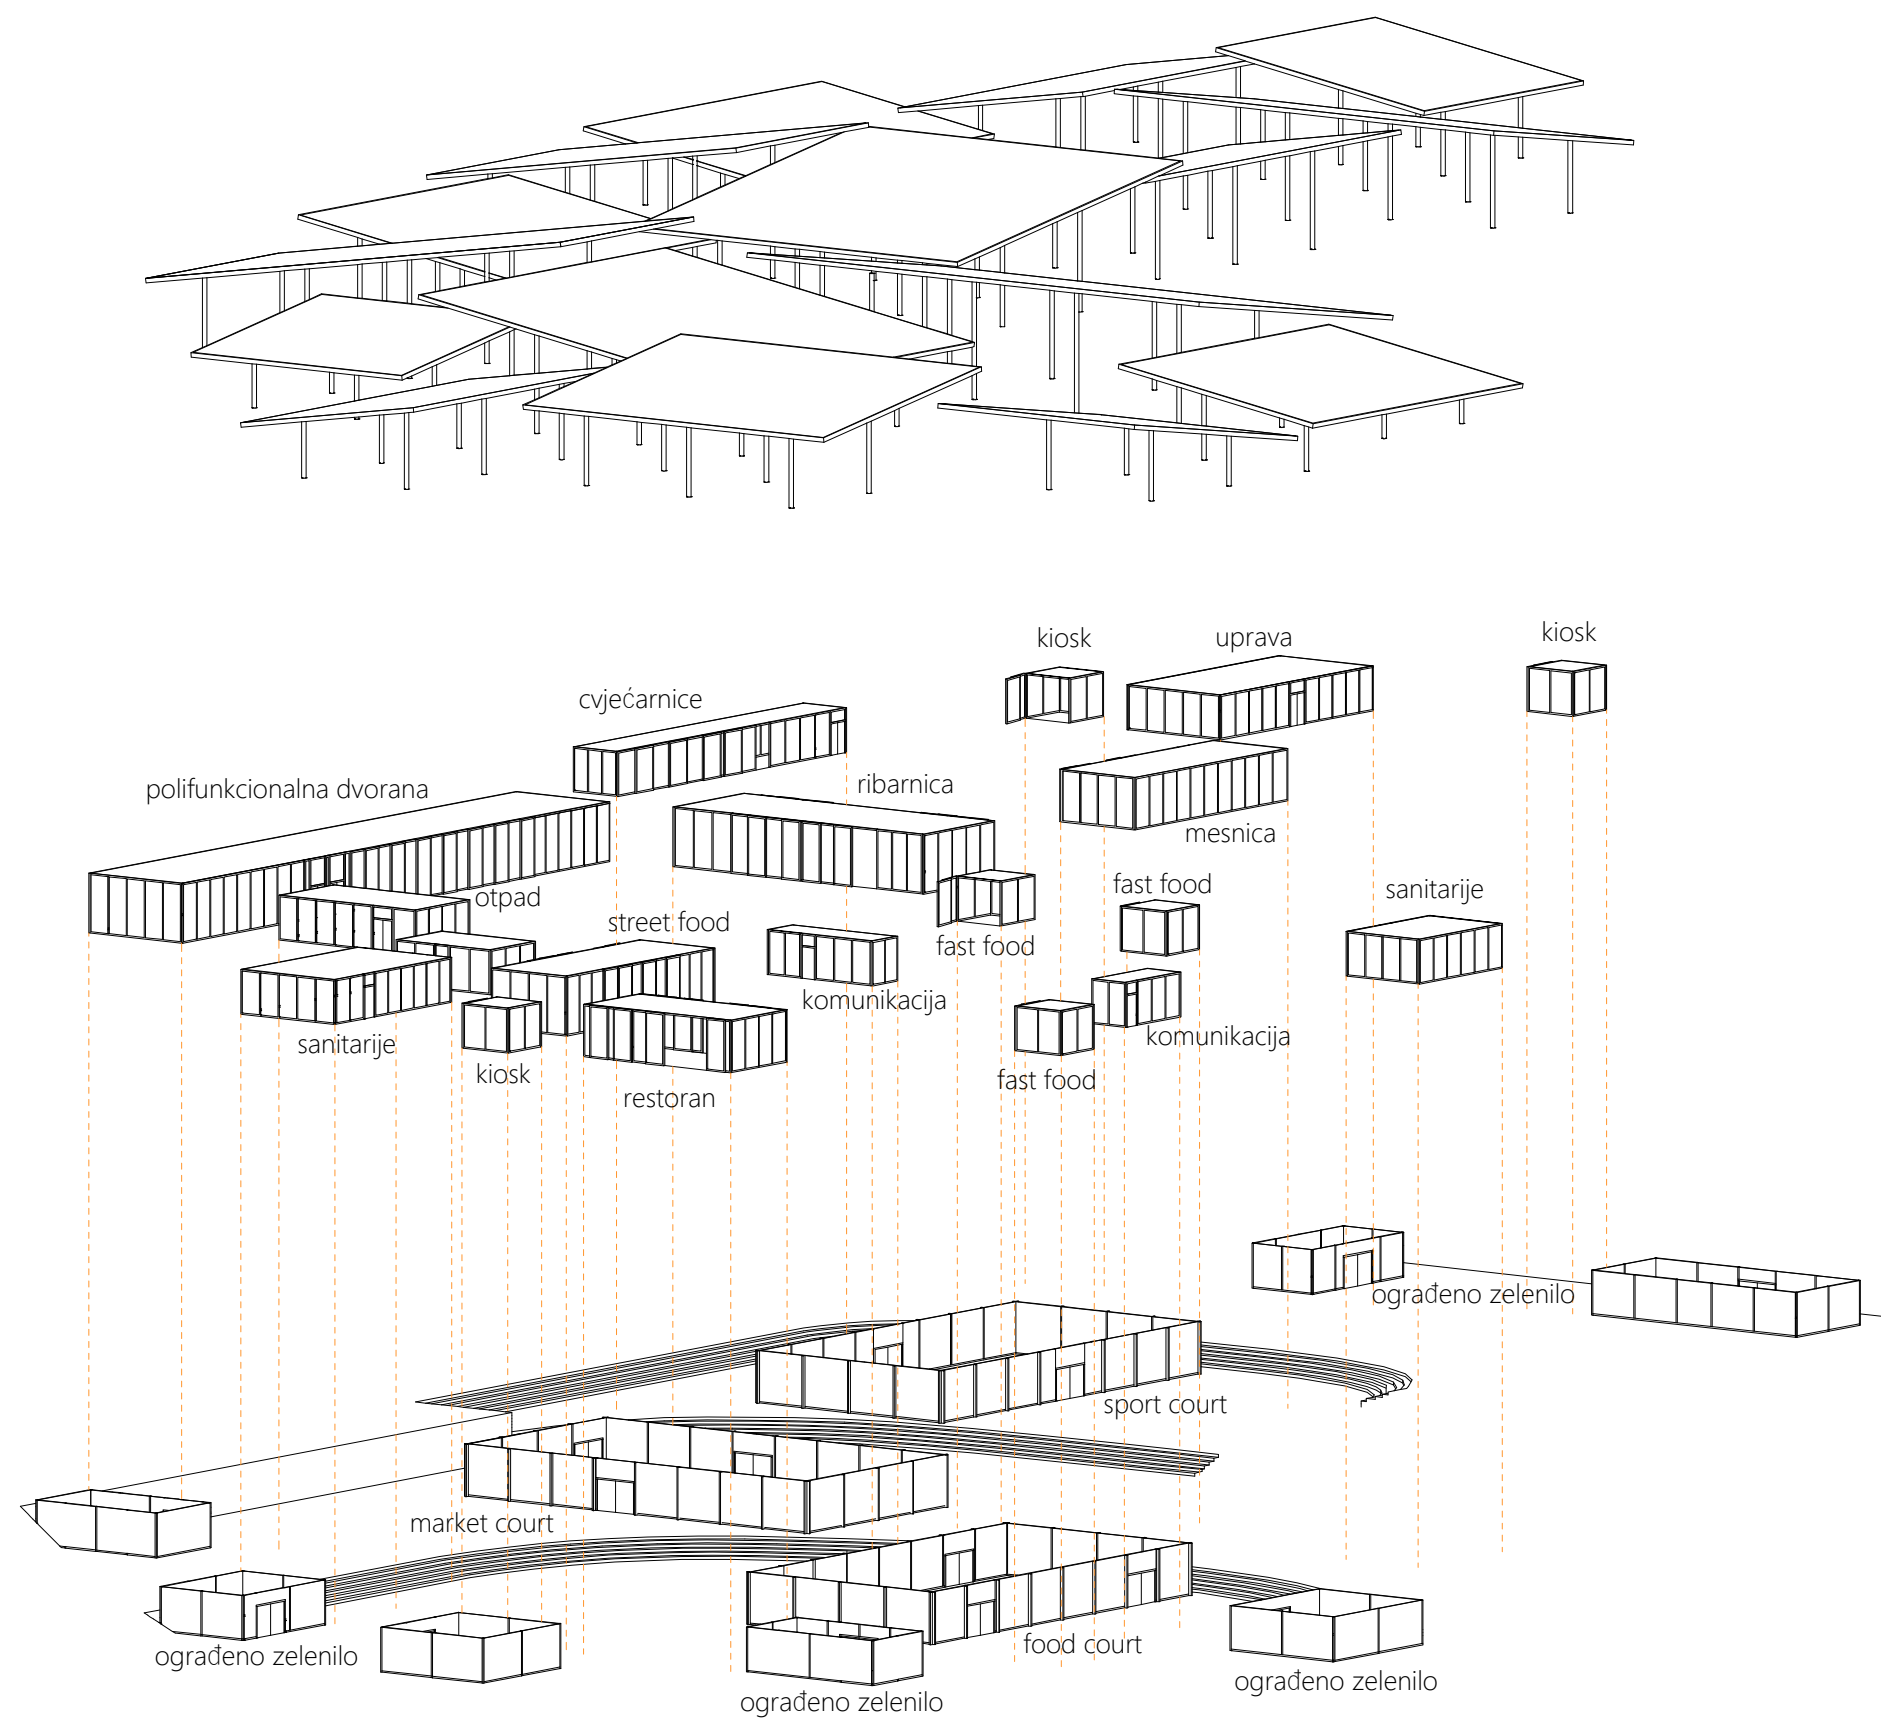 kiosk
uprava
kiosk
cvjećarnice
polifunkcionalna dvorana
ribarnica
mesnica
otpad
fast food
sanitarije
street food
fast food
komunikacija
sanitarije
komunikacija
kiosk
fast food
restoran
ograđeno zelenilo
sport court
market court
food court
ograđeno zelenilo
ograđeno zelenilo
ograđeno zelenilo